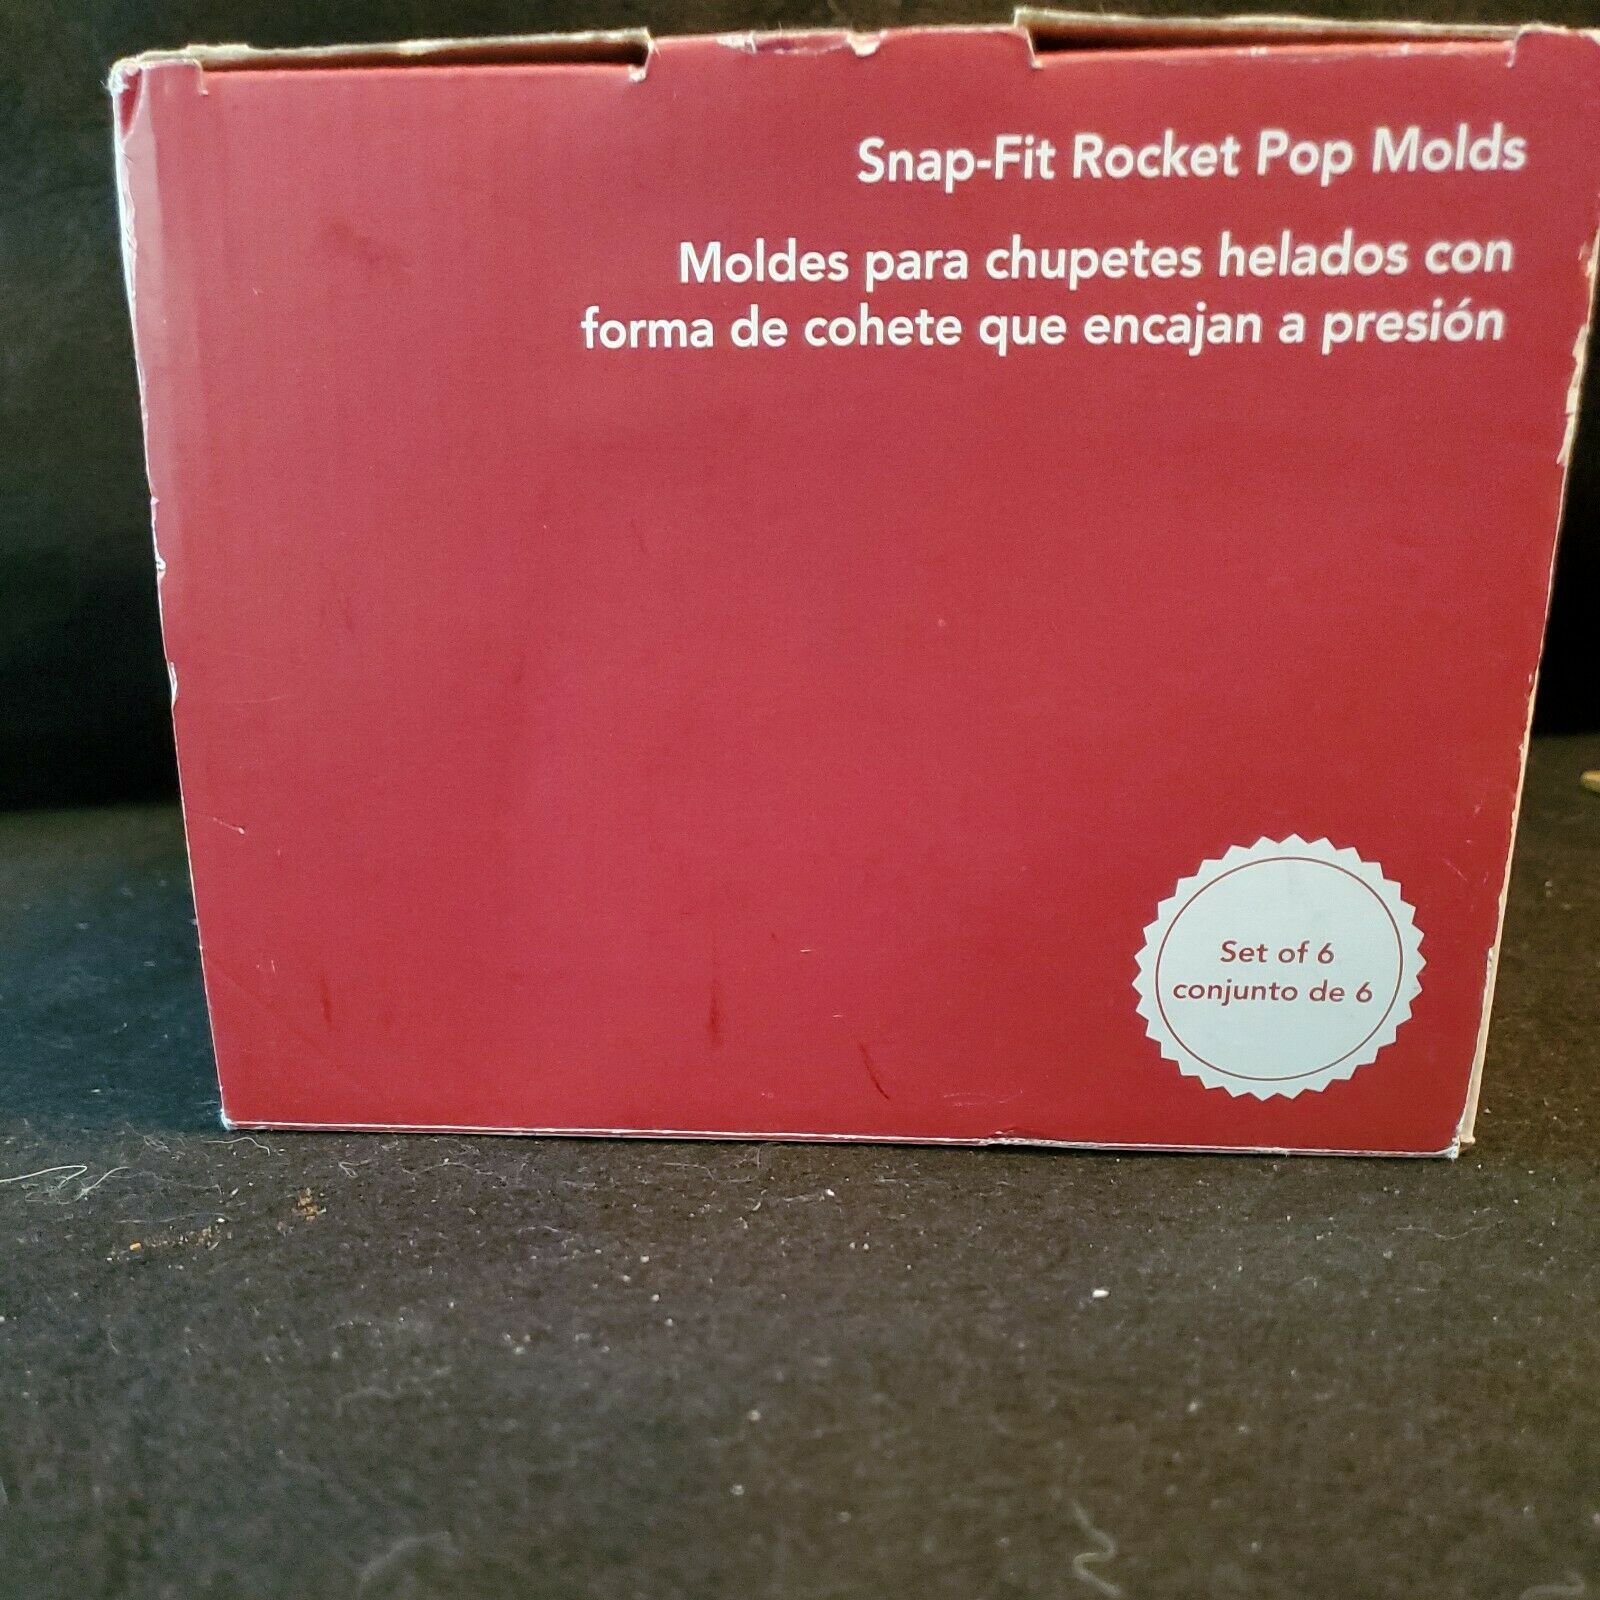 Snap-Fit Rocket Pop Molds
Moldes para chupetes helados con
forma de cohete que encajan a presión
Set of 6
conjunto de 6